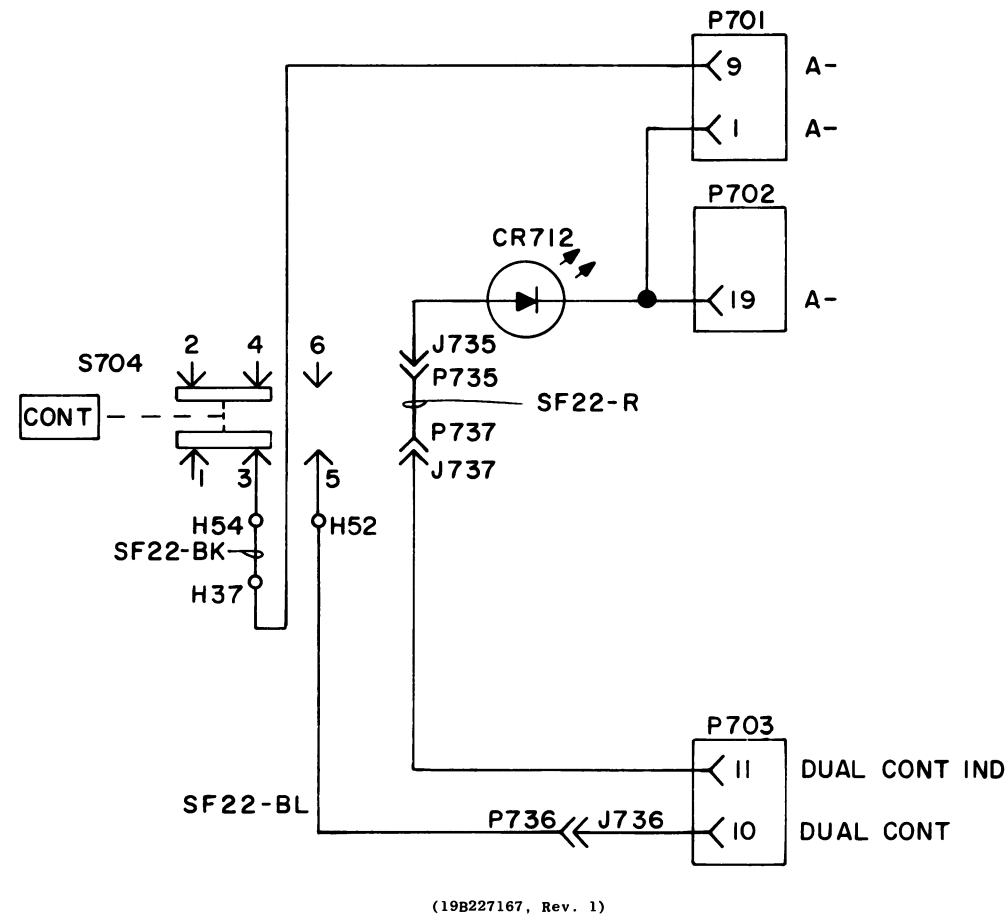 P701
9 A-
1 A-
P702
CR712
19 A-
J735
2 4 6
S704
P735
SF22-R
CONT
P737
1 3 5
J737
H54 H52
SF22-BK
H37
P703
11 DUAL CONT IND
SF22-BL
P736 J736
10 DUAL CONT
(19B227167, Rev. 1)